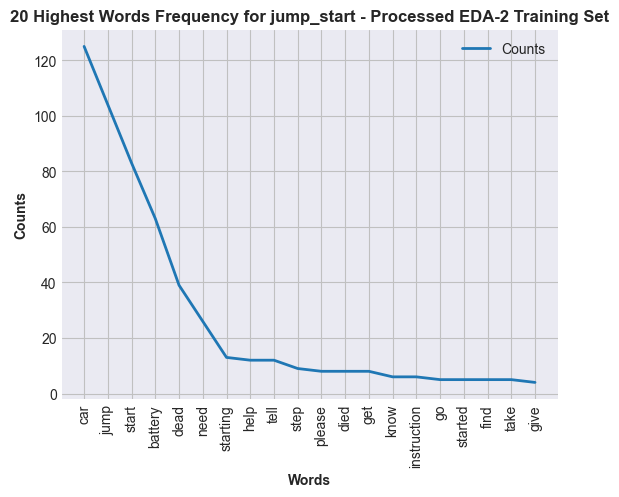 20 Highest Words Frequency for jump_start - Processed EDA-2 Training Set
Counts
Counts
120
100
80
60
40
20
0
car
jump
start
battery
dead
need
starting
help
tell
step
please
died
get
know
instruction
go
started
find
take
give
Words